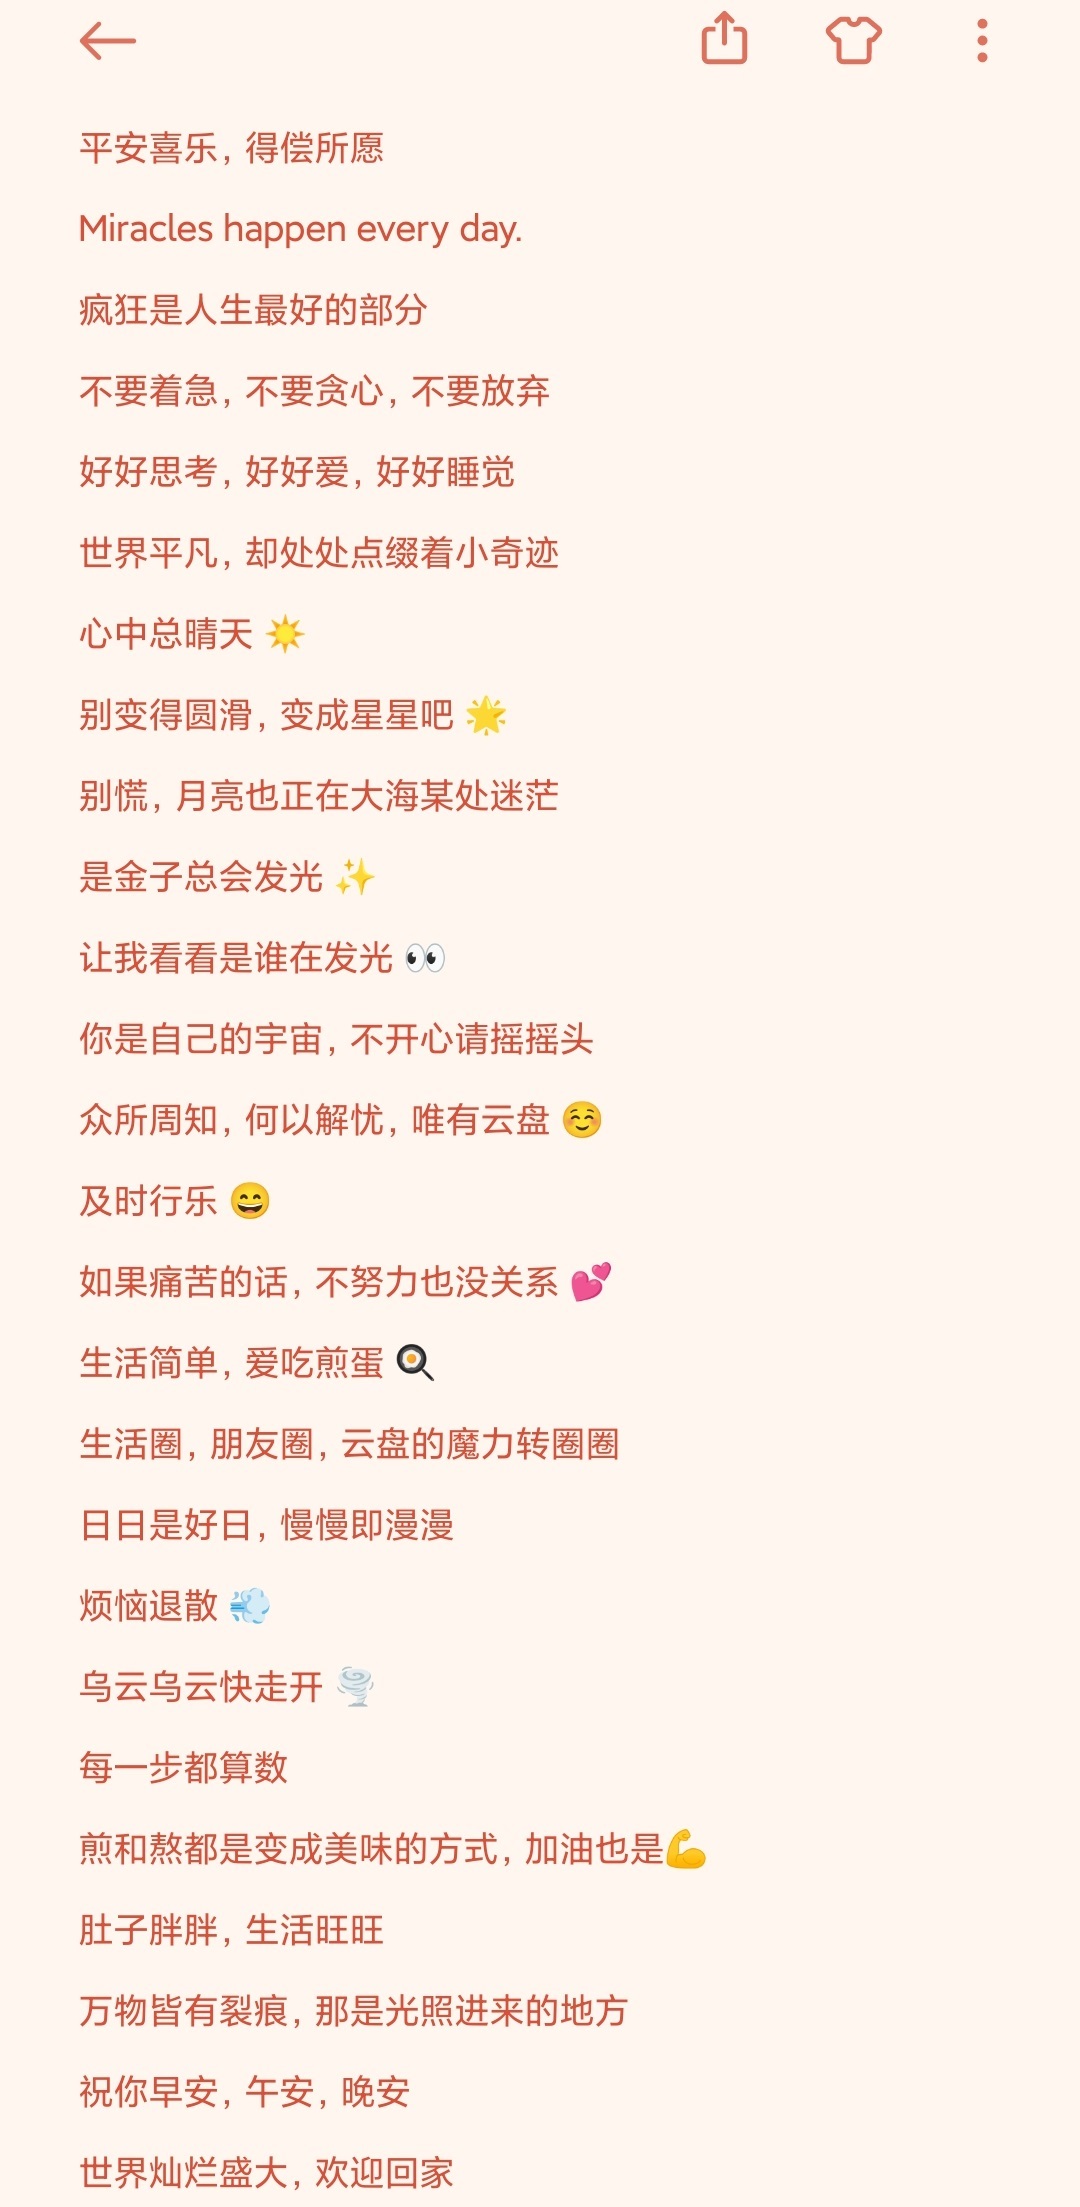 平安喜乐，得偿所愿
Miracles happen every day.
疯狂是人生最好的部分
不要着急，不要贪心，不要放弃
好好思考，好好爱，好好睡觉
世界平凡，却处处点缀着小奇迹
心中总晴天 ☀️
别变得圆滑，变成星星吧 🌟
别慌，月亮也正在大海某处迷茫
是金子总会发光 ✨
让我看看是谁在发光 👀
你是自己的宇宙，不开心请摇摇头
众所周知，何以解忧，唯有云盘 ☺️
及时行乐 😄
如果痛苦的话，不努力也没关系 💕
生活简单，爱吃煎蛋 🍳
生活圈，朋友圈，云盘的魔力转圈圈
日日是好日，慢慢即漫漫
烦恼退散 💨
乌云乌云快走开 🌪️
每一步都算数
煎和熬都是变成美味的方式，加油也是💪
肚子胖胖，生活旺旺
万物皆有裂痕，那是光照进来的地方
祝你早安，午安，晚安
世界灿烂盛大，欢迎回家